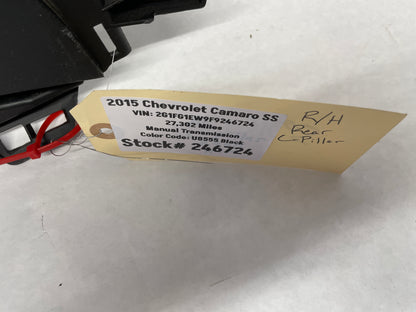 2015 Chevrolet Camaro SS
VIN: 2G1FG1EW9F9246724
27,302 Miles
Manual Transmission
Color Code: U8555 Black
Stock# 246724
R/H
Rear
C-Pillar